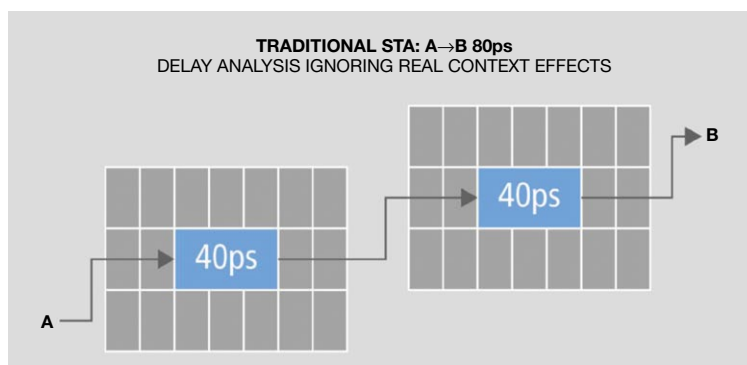 TRADITIONAL STA: A→B 80ps
DELAY ANALYSIS IGNORING REAL CONTEXT EFFECTS
B
40ps
40ps
A